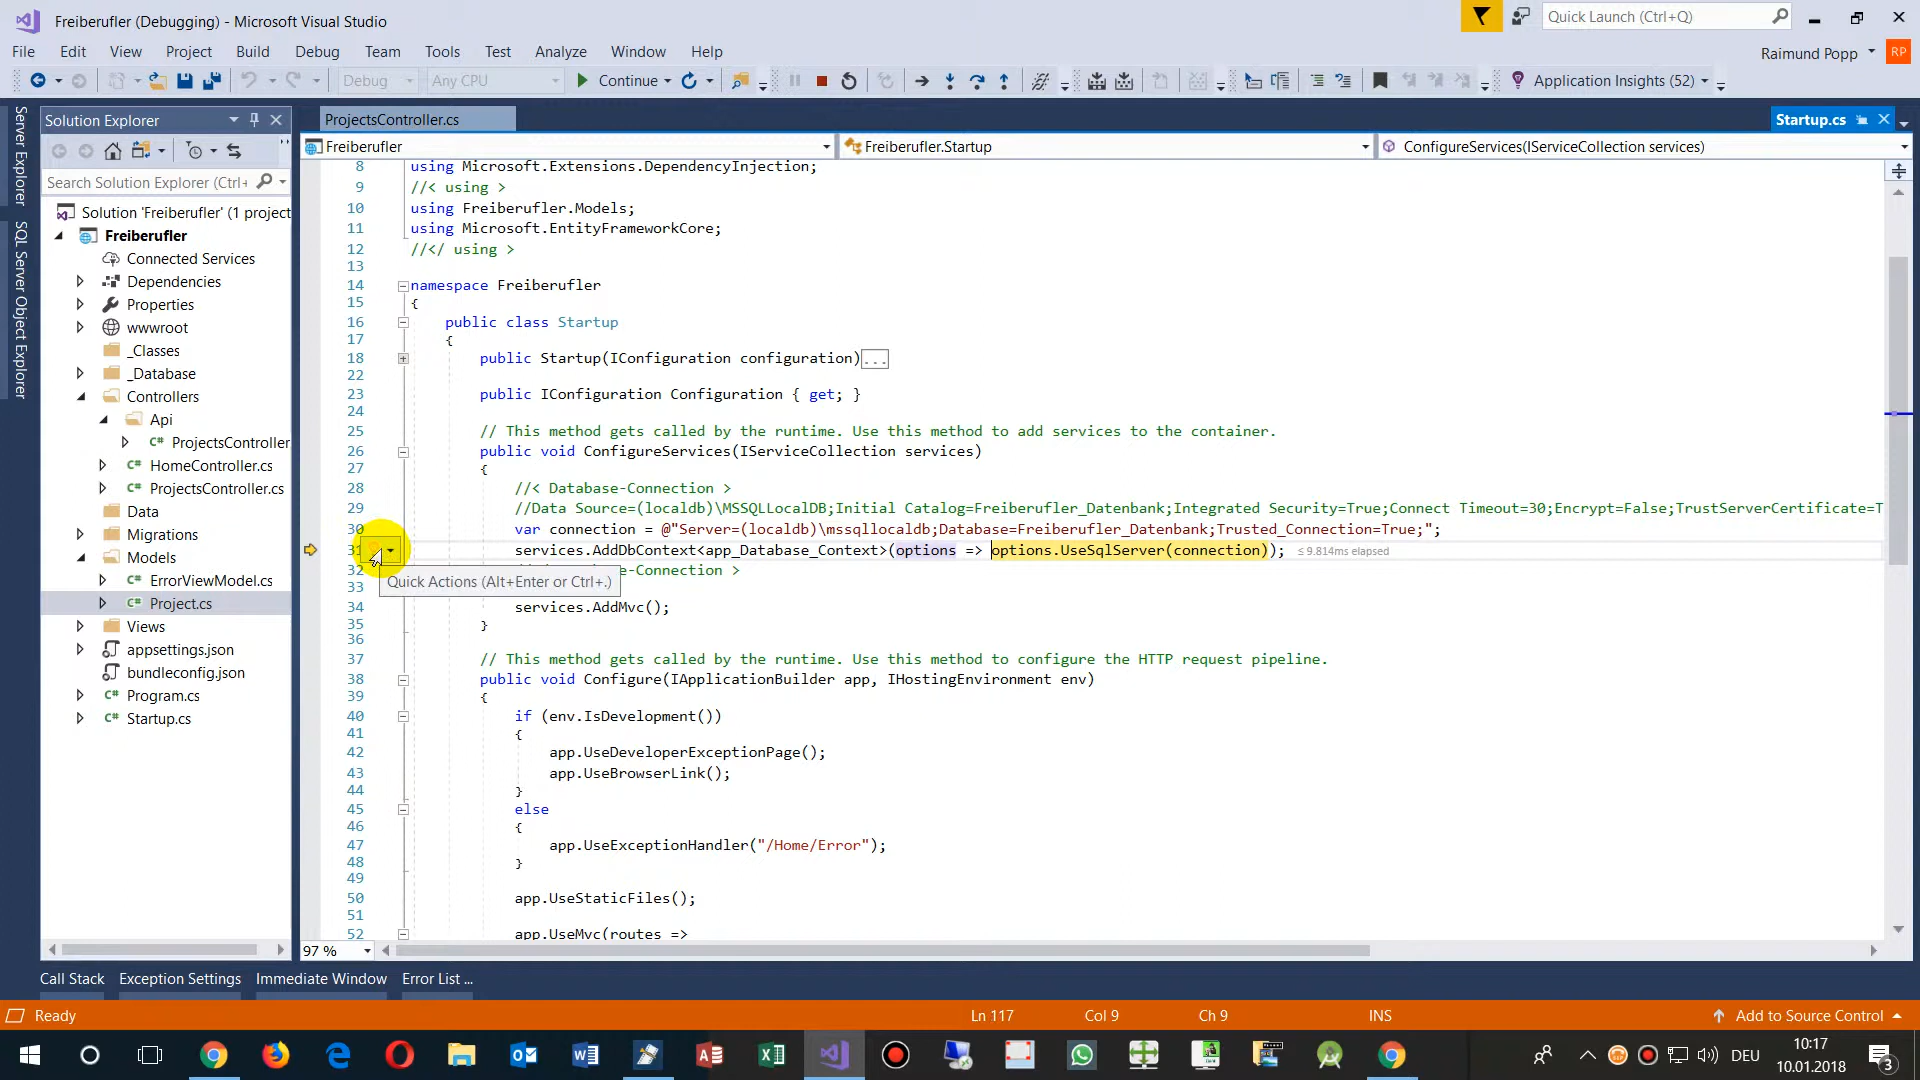 Freiberufler (Debugging) - Microsoft Visual Studio
Quick Launch (Ctrl+Q)
File Edit View Project Build Debug Team Tools Test Analyze Window Help
Raimund Popp RP
Debug Any CPU Continue Application Insights (52)
Server Explorer
SQL Server Object Explorer
Solution Explorer
Search Solution Explorer (Ctrl+
Solution 'Freiberufler' (1 project
Freiberufler
Connected Services
Dependencies
Properties
wwwroot
_Classes
_Database
Controllers
Api
C# ProjectsController
C# HomeController.cs
C# ProjectsController.cs
Data
Migrations
Models
C# ErrorViewModel.cs
C# Project.cs
Views
appsettings.json
bundleconfig.json
C# Program.cs
C# Startup.cs
ProjectsController.cs
Startup.cs
Freiberufler
Freiberufler.Startup
ConfigureServices(IServiceCollection services)
8 using Microsoft.Extensions.DependencyInjection;
9 //< using >
10 using Freiberufler.Models;
11 using Microsoft.EntityFrameworkCore;
12 //</ using >
13
14 namespace Freiberufler
15 {
16 public class Startup
17 {
18 public Startup(IConfiguration configuration)...
22
23 public IConfiguration Configuration { get; }
24
25 // This method gets called by the runtime. Use this method to add services to the container.
26 public void ConfigureServices(IServiceCollection services)
27 {
28 //< Database-Connection >
29 //Data Source=(localdb)\MSSQLLocalDB;Initial Catalog=Freiberufler_Datenbank;Integrated Security=True;Connect Timeout=30;Encrypt=False;TrustServerCertificate=T
30 var connection = @"Server=(localdb)\mssqllocaldb;Database=Freiberufler_Datenbank;Trusted_Connection=True;";
31 services.AddDbContext<app_Database_Context>(options => options.UseSqlServer(connection)); ≤ 9.814ms elapsed
32 e-Connection >
Quick Actions (Alt+Enter or Ctrl+.)
33
34 services.AddMvc();
35 }
36
37 // This method gets called by the runtime. Use this method to configure the HTTP request pipeline.
38 public void Configure(IApplicationBuilder app, IHostingEnvironment env)
39 {
40 if (env.IsDevelopment())
41 {
42 app.UseDeveloperExceptionPage();
43 app.UseBrowserLink();
44 }
45 else
46 {
47 app.UseExceptionHandler("/Home/Error");
48 }
49
50 app.UseStaticFiles();
51
52 app.UseMvc(routes =>
97 %
Call Stack Exception Settings Immediate Window Error List ...
Ready Ln 117 Col 9 Ch 9 INS Add to Source Control
DEU
10:17
10.01.2018
3